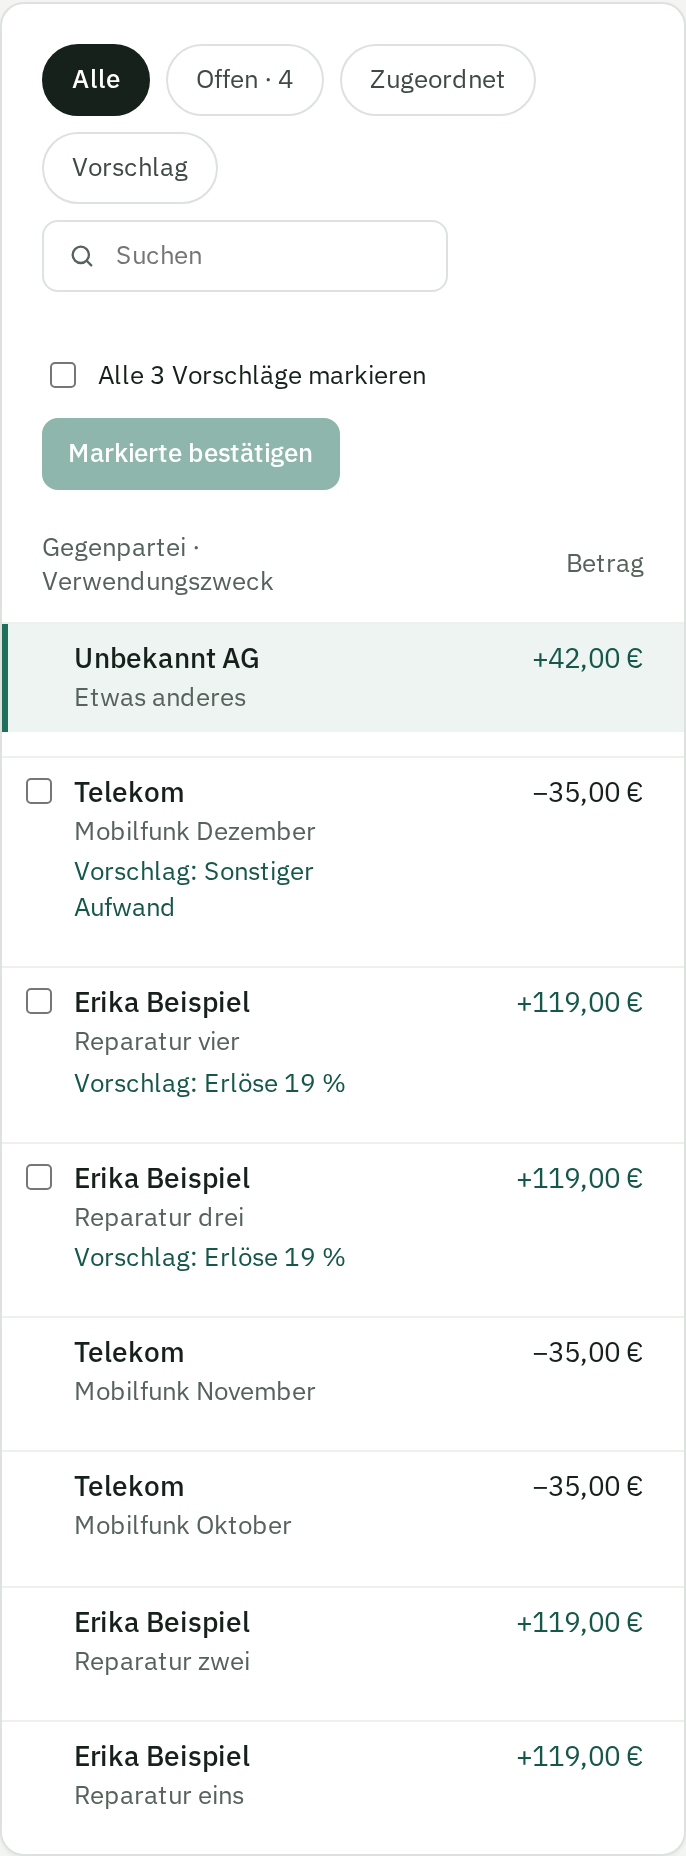 Alle
Offen · 4
Zugeordnet
Vorschlag
Suchen
Alle 3 Vorschläge markieren
Markierte bestätigen
Gegenpartei ·
Verwendungszweck
Betrag
Unbekannt AG
+42,00 €
Etwas anderes
Telekom
−35,00 €
Mobilfunk Dezember
Vorschlag: Sonstiger
Aufwand
Erika Beispiel
+119,00 €
Reparatur vier
Vorschlag: Erlöse 19 %
Erika Beispiel
+119,00 €
Reparatur drei
Vorschlag: Erlöse 19 %
Telekom
−35,00 €
Mobilfunk November
Telekom
−35,00 €
Mobilfunk Oktober
Erika Beispiel
+119,00 €
Reparatur zwei
Erika Beispiel
+119,00 €
Reparatur eins